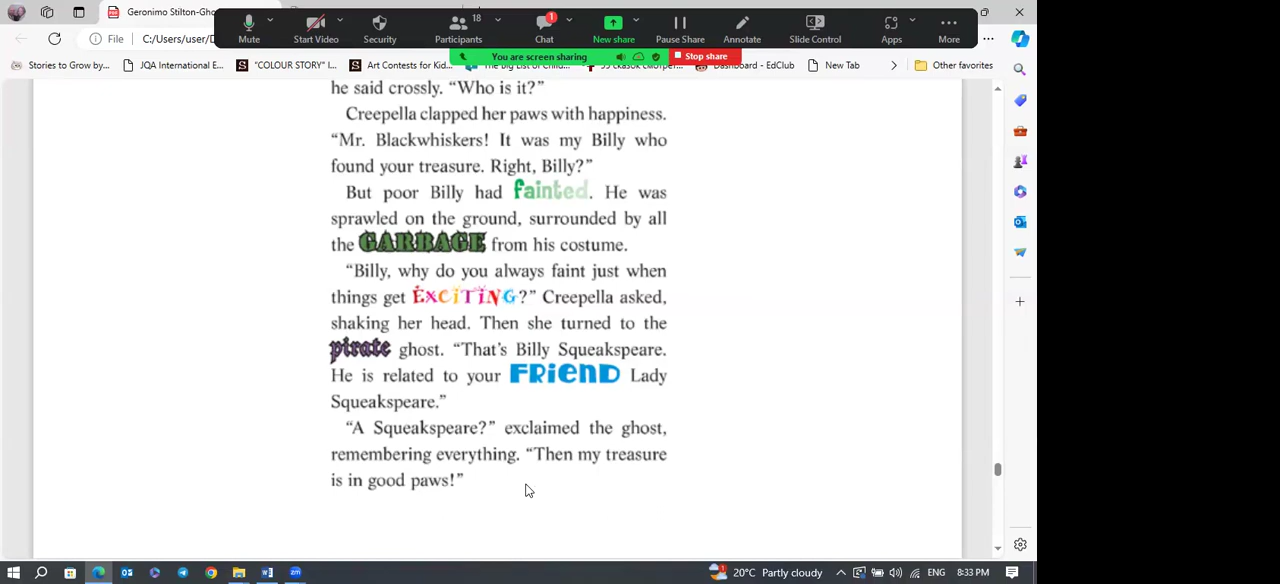 Geronimo Stilton-Gho
Mute
Start Video
Security
18
Participants
1
Chat
New share
Pause Share
Annotate
Slide Control
Apps
More
File
C:/Users/user/D
You are screen sharing
Stop share
Stories to Grow by...
JQA International E...
"COLOUR STORY" I...
Art Contests for Kid...
Dashboard - EdClub
New Tab
Other favorites
he said crossly. “Who is it?”
Creepella clapped her paws with happiness.
“Mr. Blackwhiskers! It was my Billy who
found your treasure. Right, Billy?”
But poor Billy had fainted. He was
sprawled on the ground, surrounded by all
the GARBAGE from his costume.
“Billy, why do you always faint just when
things get EXCITING?” Creepella asked,
shaking her head. Then she turned to the
pirate ghost. “That’s Billy Squeakspeare.
He is related to your FRIEND Lady
Squeakspeare.”
“A Squeakspeare?” exclaimed the ghost,
remembering everything. “Then my treasure
is in good paws!”
20°C Partly cloudy
ENG
8:33 PM